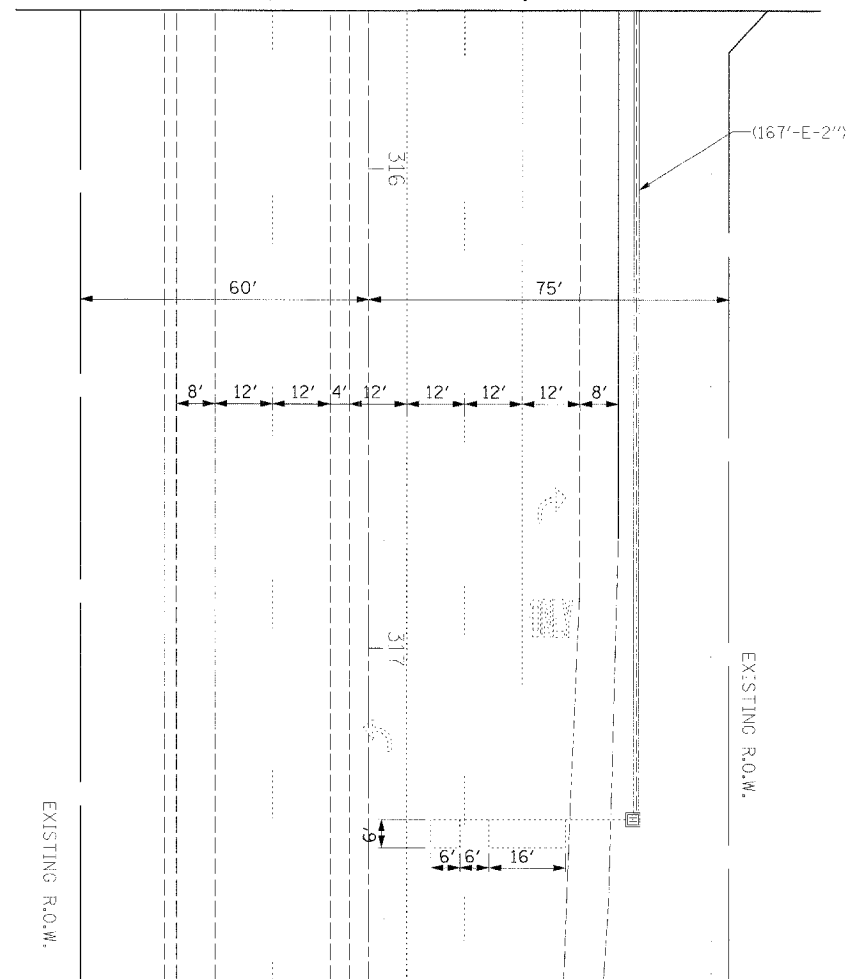 (167'-E-2")
316
60' 75'
8' 12' 12' 4' 12' 12' 12' 12' 8'
317
ONLY
EXISTING R.O.W.
EXISTING R.O.W.
H
6'
6' 6' 16'